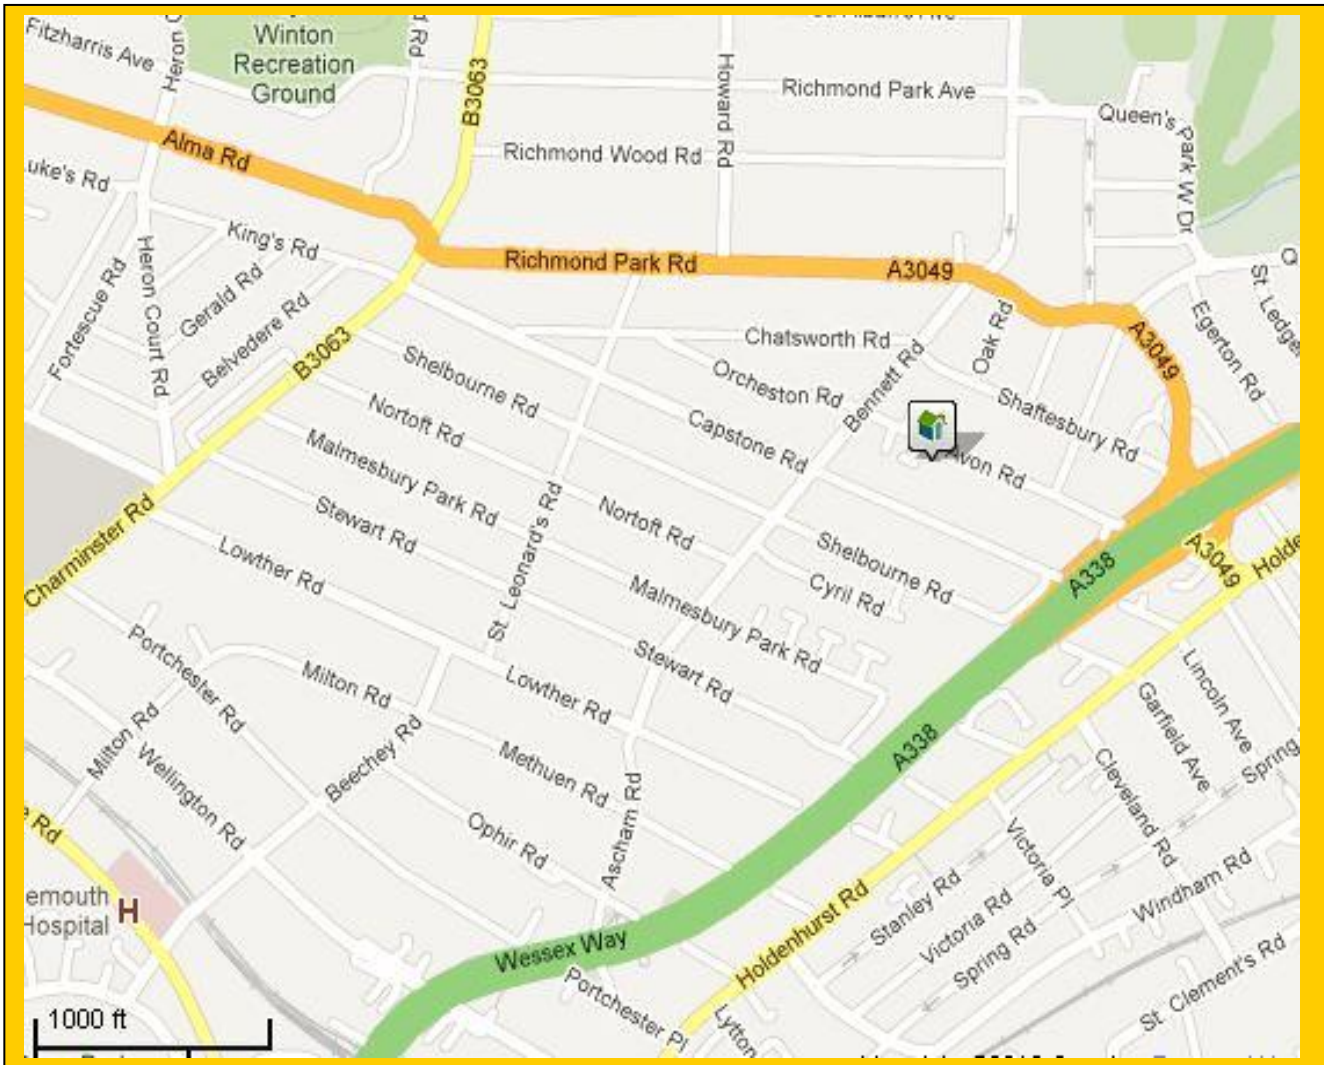 Fitzharris Ave
Winton
Recreation
Ground
Rd
B3063
Howard Rd
Richmond Park Ave
Queen's Park W Dr
Alma Rd
Richmond Wood Rd
uke's Rd
King's Rd
Heron Court Rd
Fortescue Rd
Gerald Rd
Belvedere Rd
B3063
Richmond Park Rd
A3049
St. Ledge
Egerton Rd
A3049
Oak Rd
Chatsworth Rd
Bennett Rd
Orcheston Rd
Shaftesbury Rd
Shelbourne Rd
Nortoft Rd
Capstone Rd
Avon Rd
Malmesbury Park Rd
Stewart Rd
St. Leonard's Rd
Nortoft Rd
Shelbourne Rd
Cyril Rd
A338
A3049
Holde
Charminster Rd
Lowther Rd
Malmesbury Park Rd
Stewart Rd
Portchester Rd
Milton Rd
Lowther Rd
Lincoln Ave
Garfield Ave
Milton Rd
Wellington Rd
Beechey Rd
Methuen Rd
A338
Spring
Cleveland Rd
Ophir Rd
Ascham Rd
Victoria Pl
Windham Rd
e Rd
Stanley Rd
Victoria Rd
Spring Rd
emouth
Hospital
H
Wessex Way
Holdenhurst Rd
St. Clement's Rd
Portchester Pl
Lytton
1000 ft